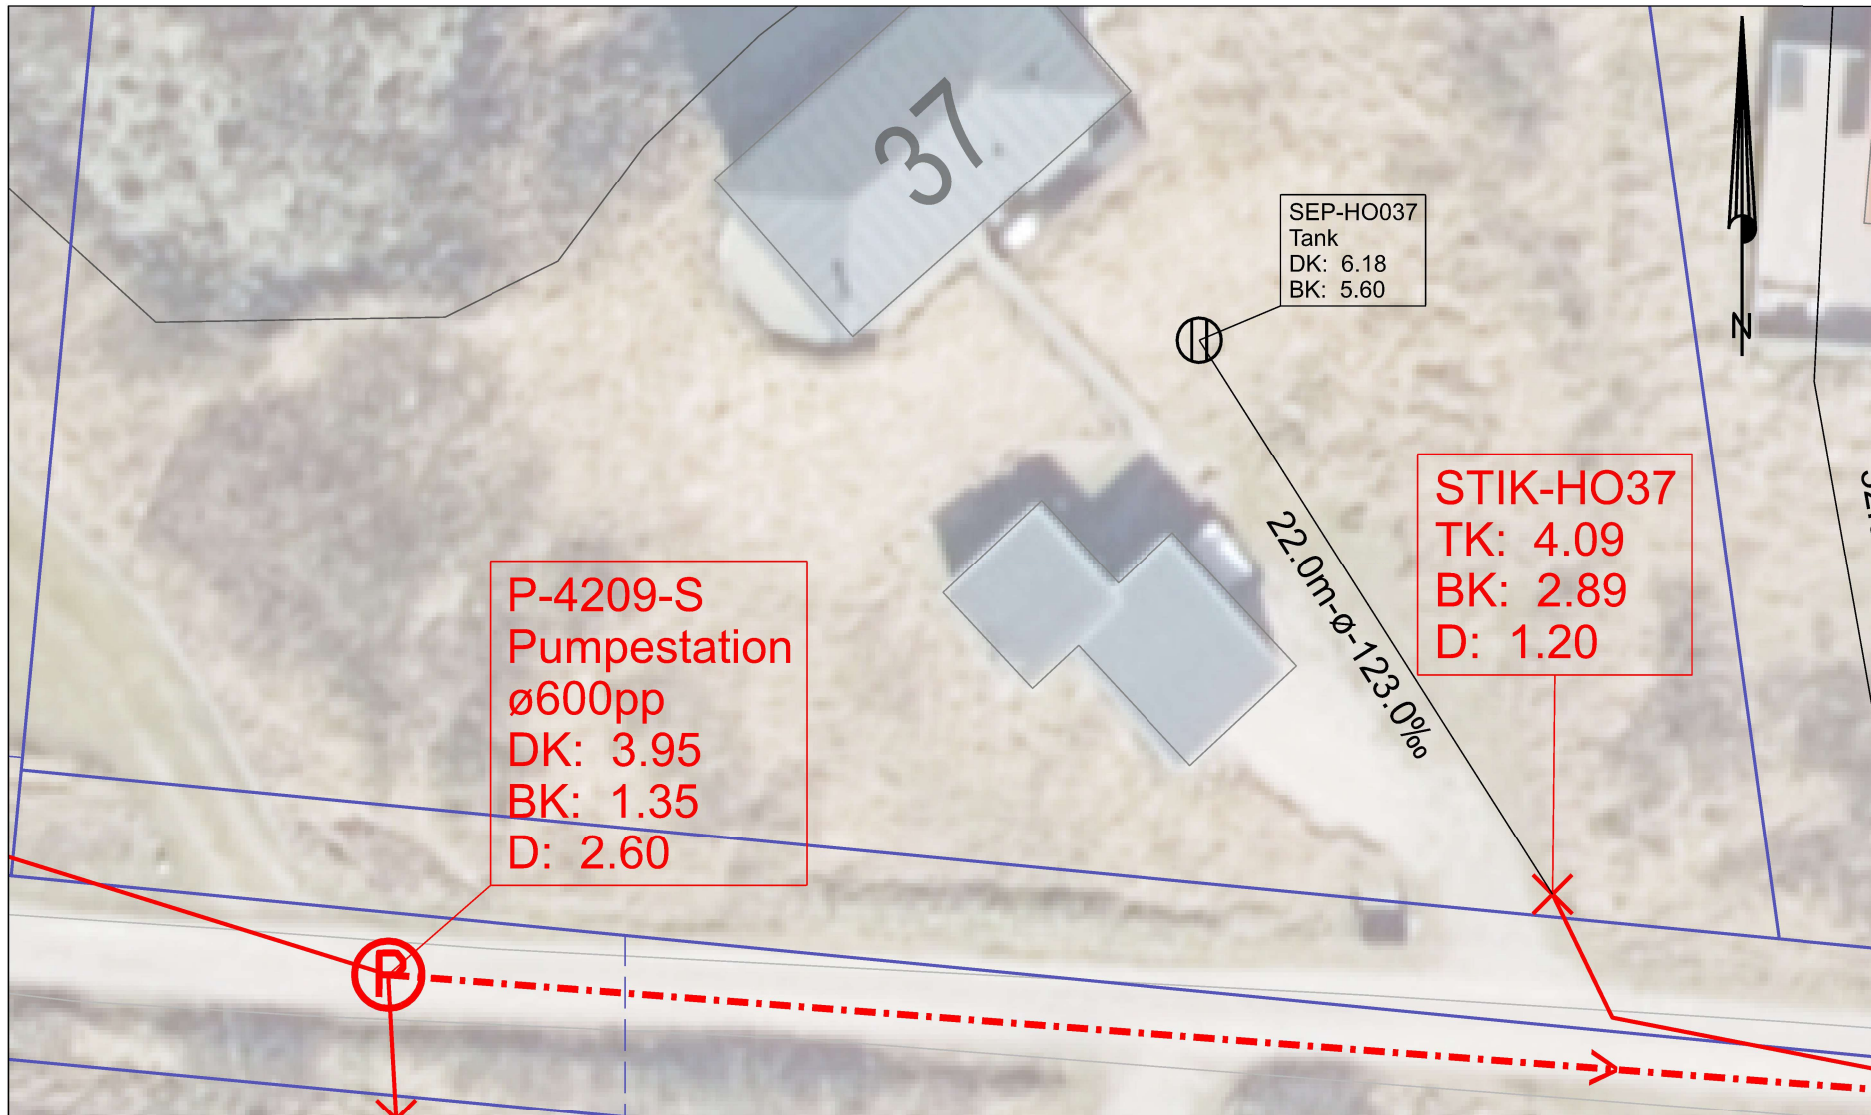 37
SEP-HO037
Tank
DK: 6.18
BK: 5.60
N
22.0m-ø-123.0‰
STIK-HO37
TK: 4.09
BK: 2.89
D: 1.20
P-4209-S
Pumpestation
ø600pp
DK: 3.95
BK: 1.35
D: 2.60
P